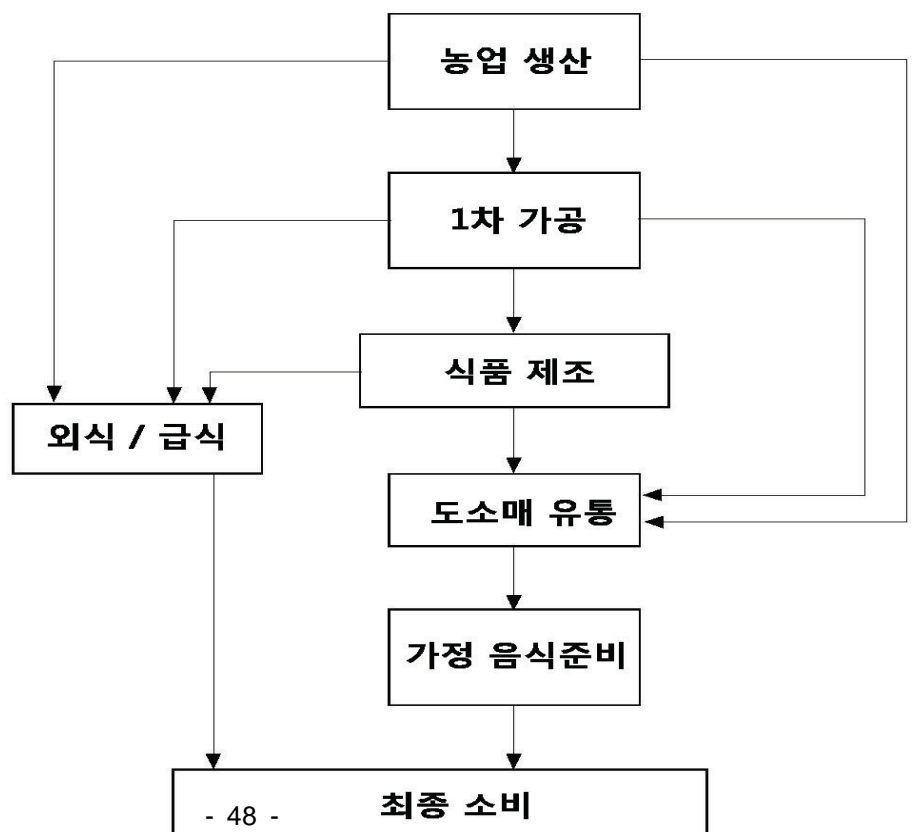 농업 생산
1차 가공
식품 제조
외식 / 급식
도소매 유통
가정 음식준비
최종 소비
- 48 -